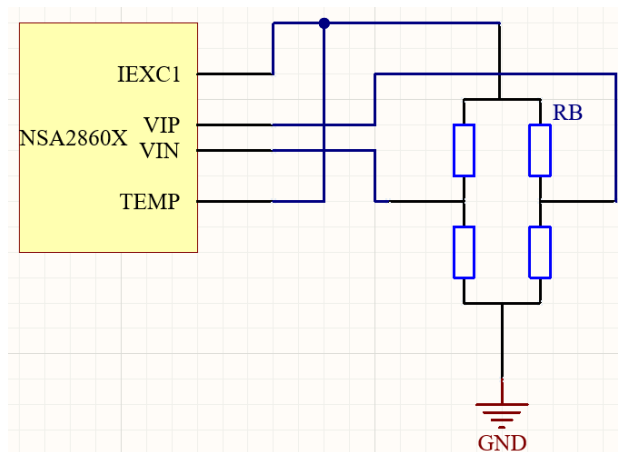 IEXC1
RB
VIP
NSA2860X
VIN
TEMP
GND